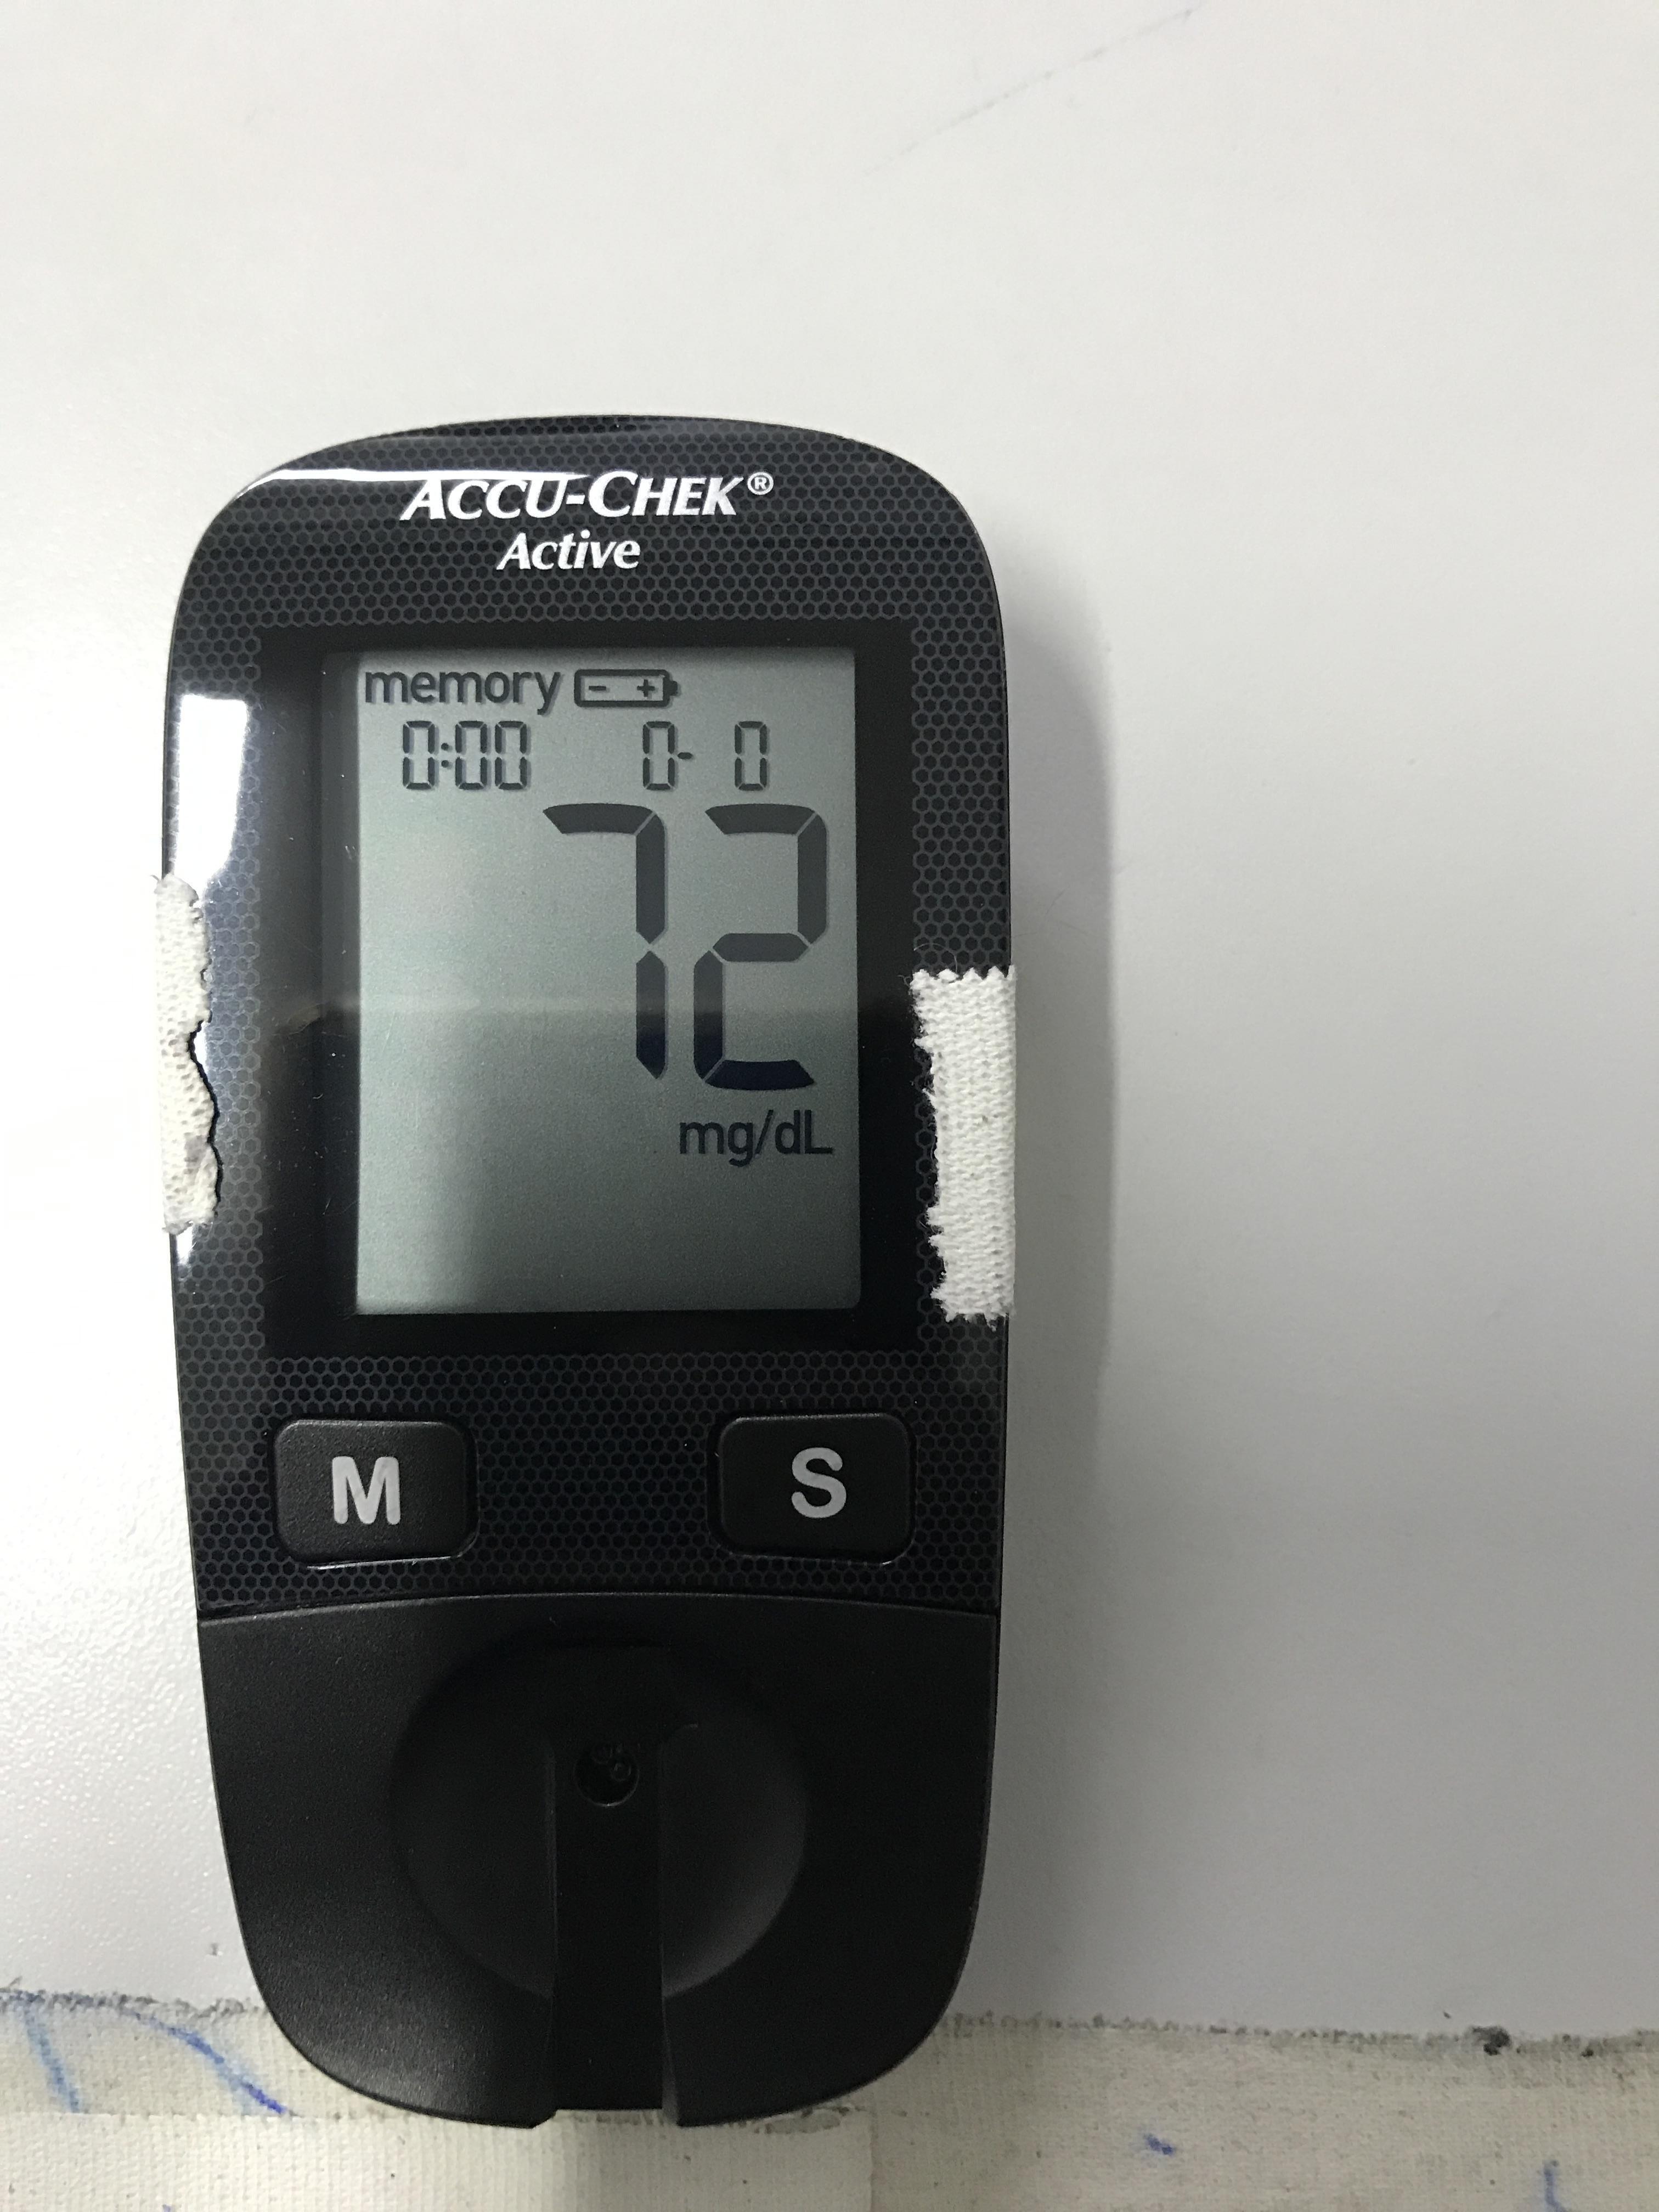 ACCU-CHEK®
Active
memory - +
0:00 0- 0
72
mg/dL
M S